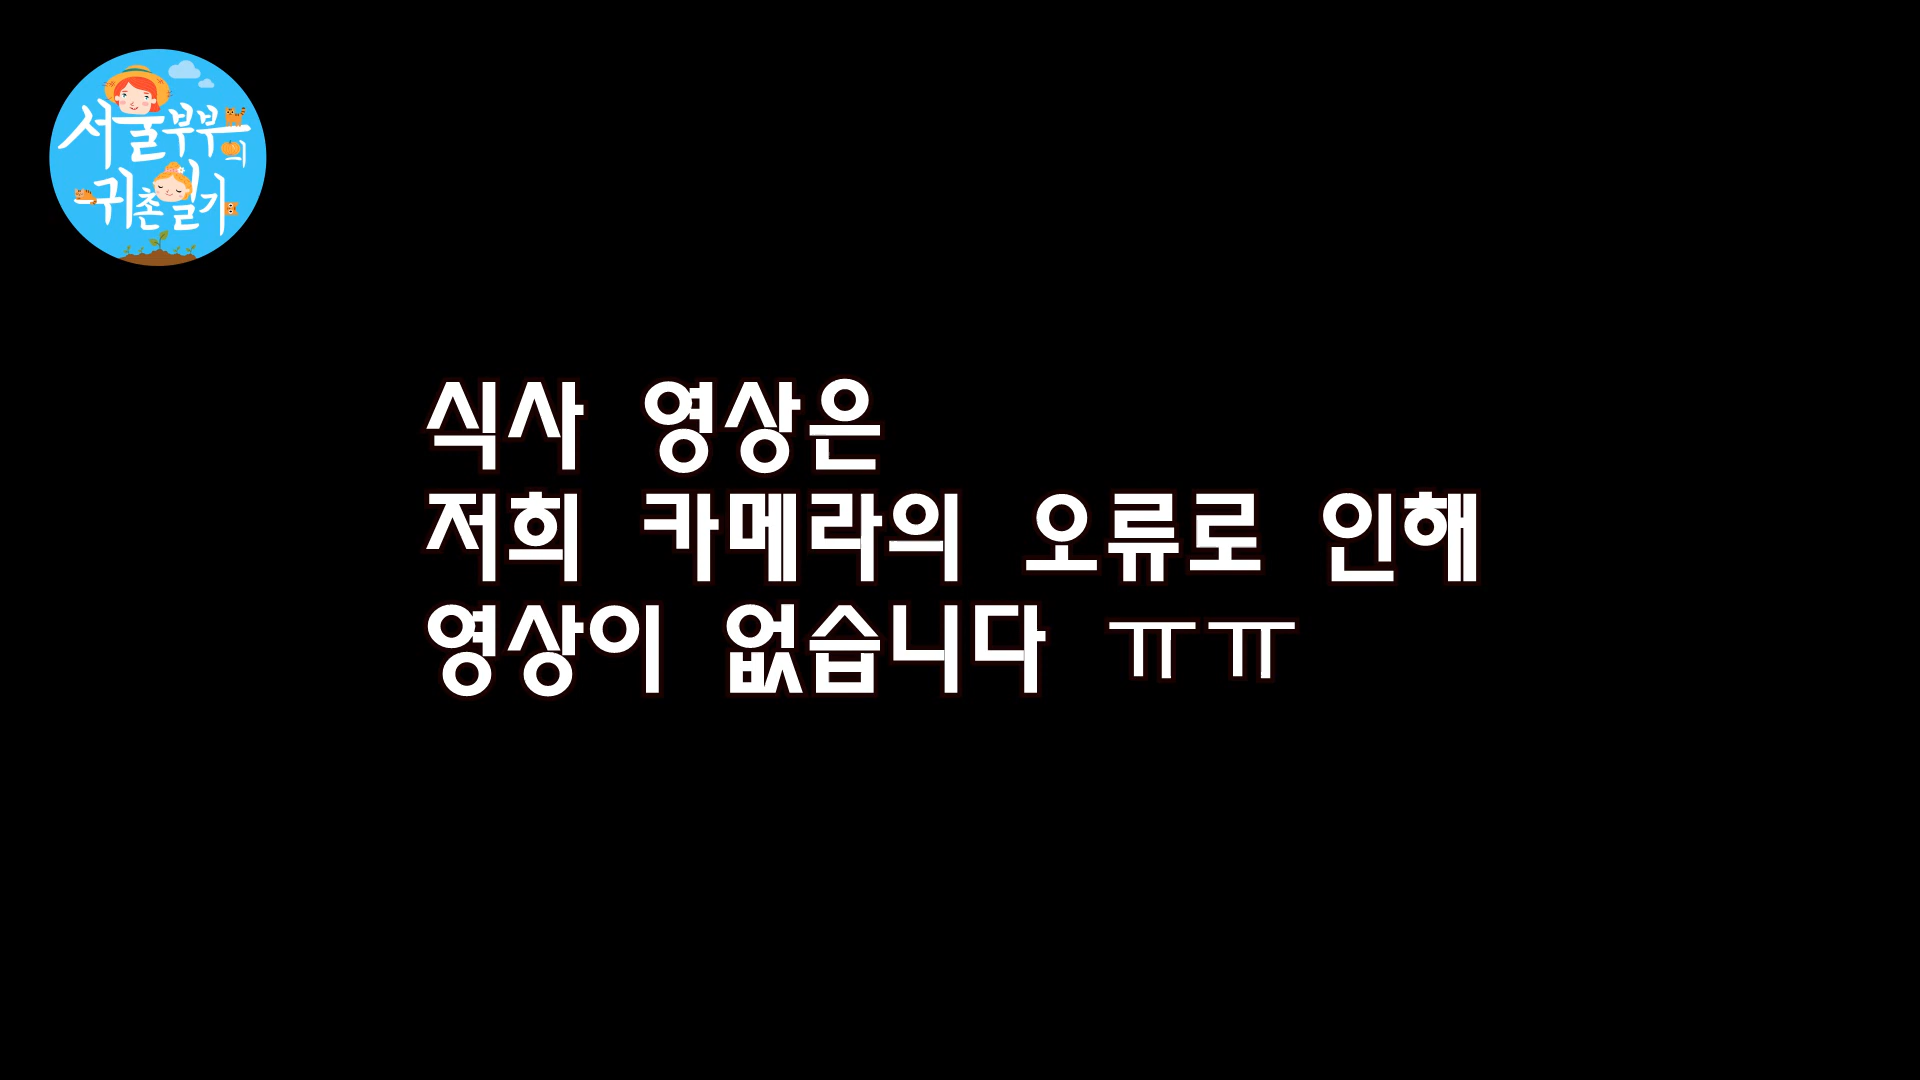 서울부부의
귀촌일기
식사 영상은
저희 카메라의 오류로 인해
영상이 없습니다 ㅠㅠ